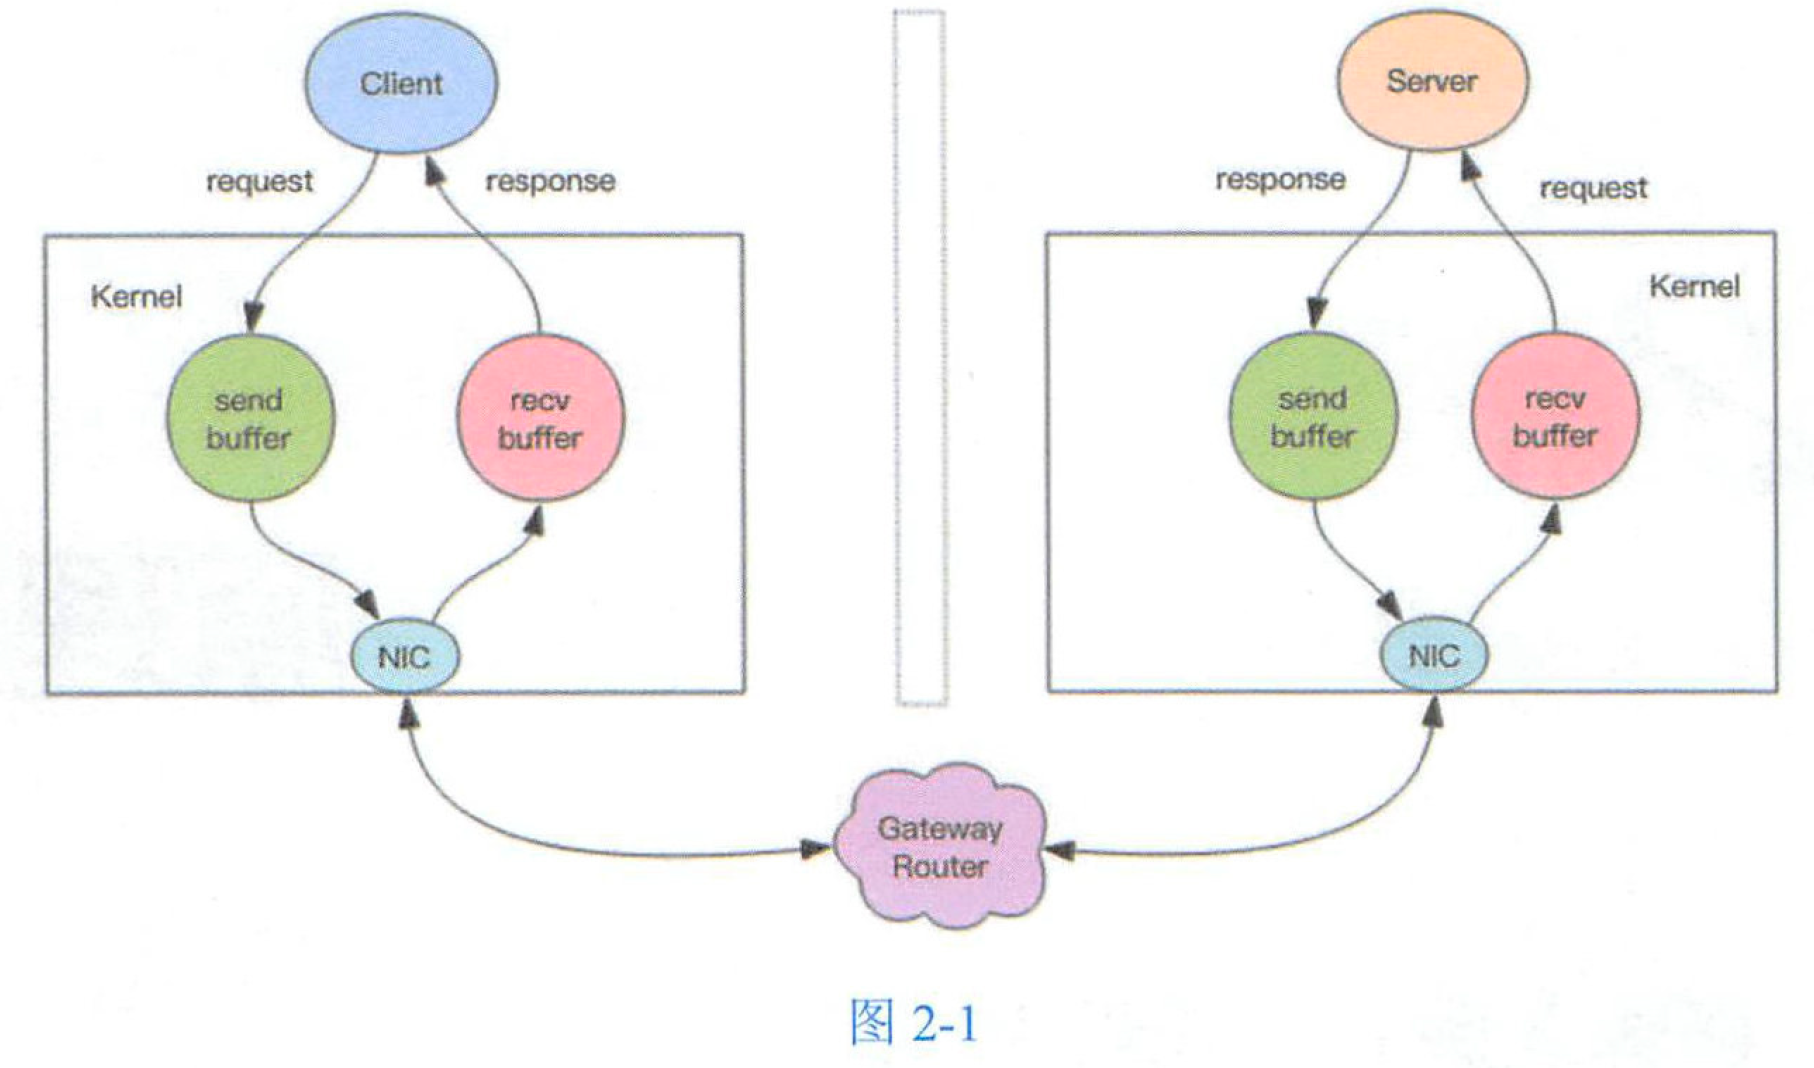 Client
Server
request
response
response
request
Kernel
Kernel
send
buffer
recv
buffer
send
buffer
recv
buffer
NIC
NIC
Gateway
Router
图 2-1